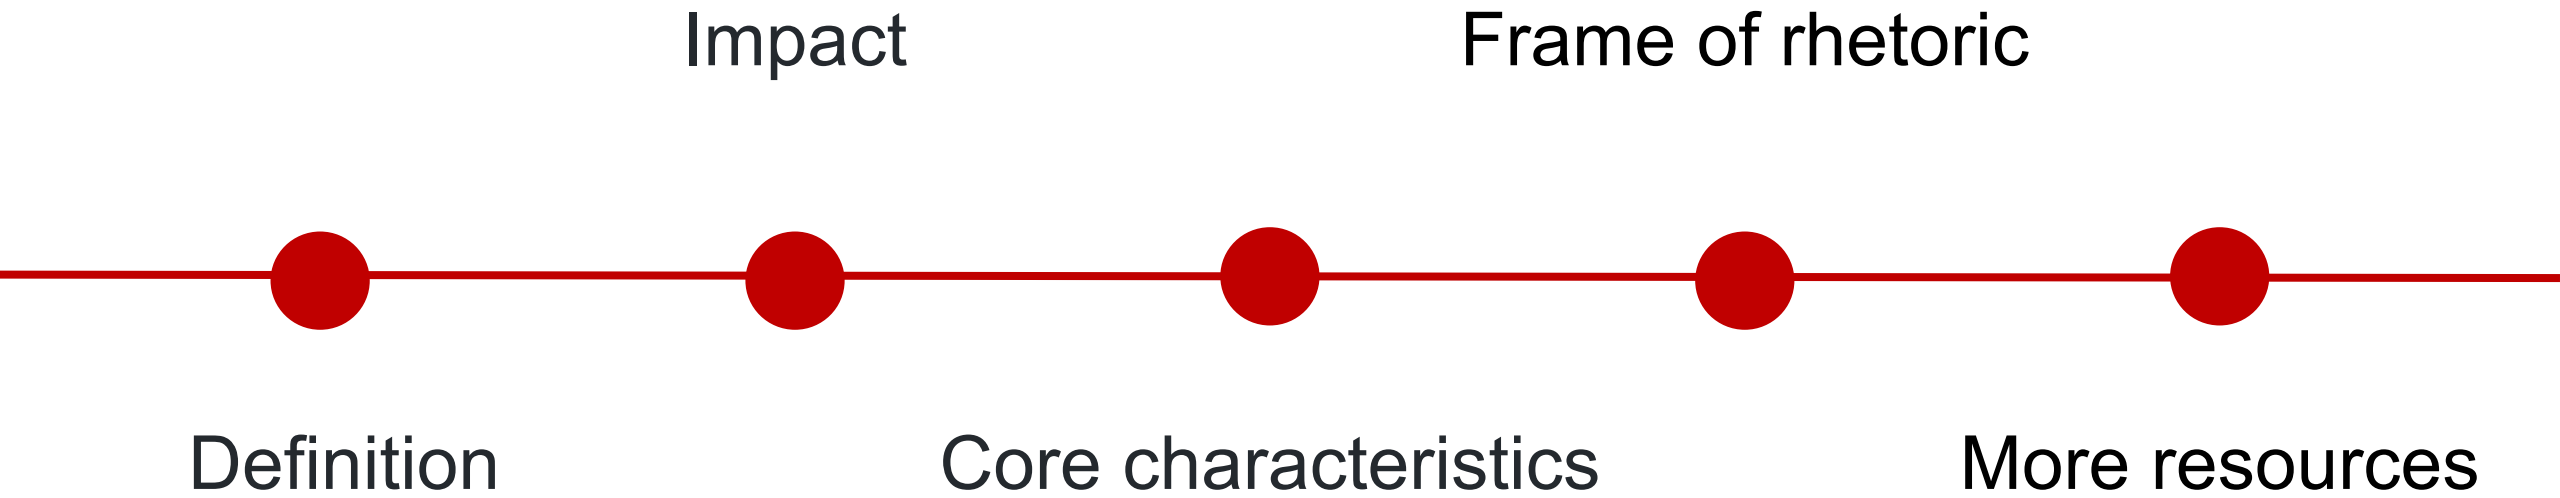 Impact
Frame of rhetoric
Definition
Core characteristics
More resources